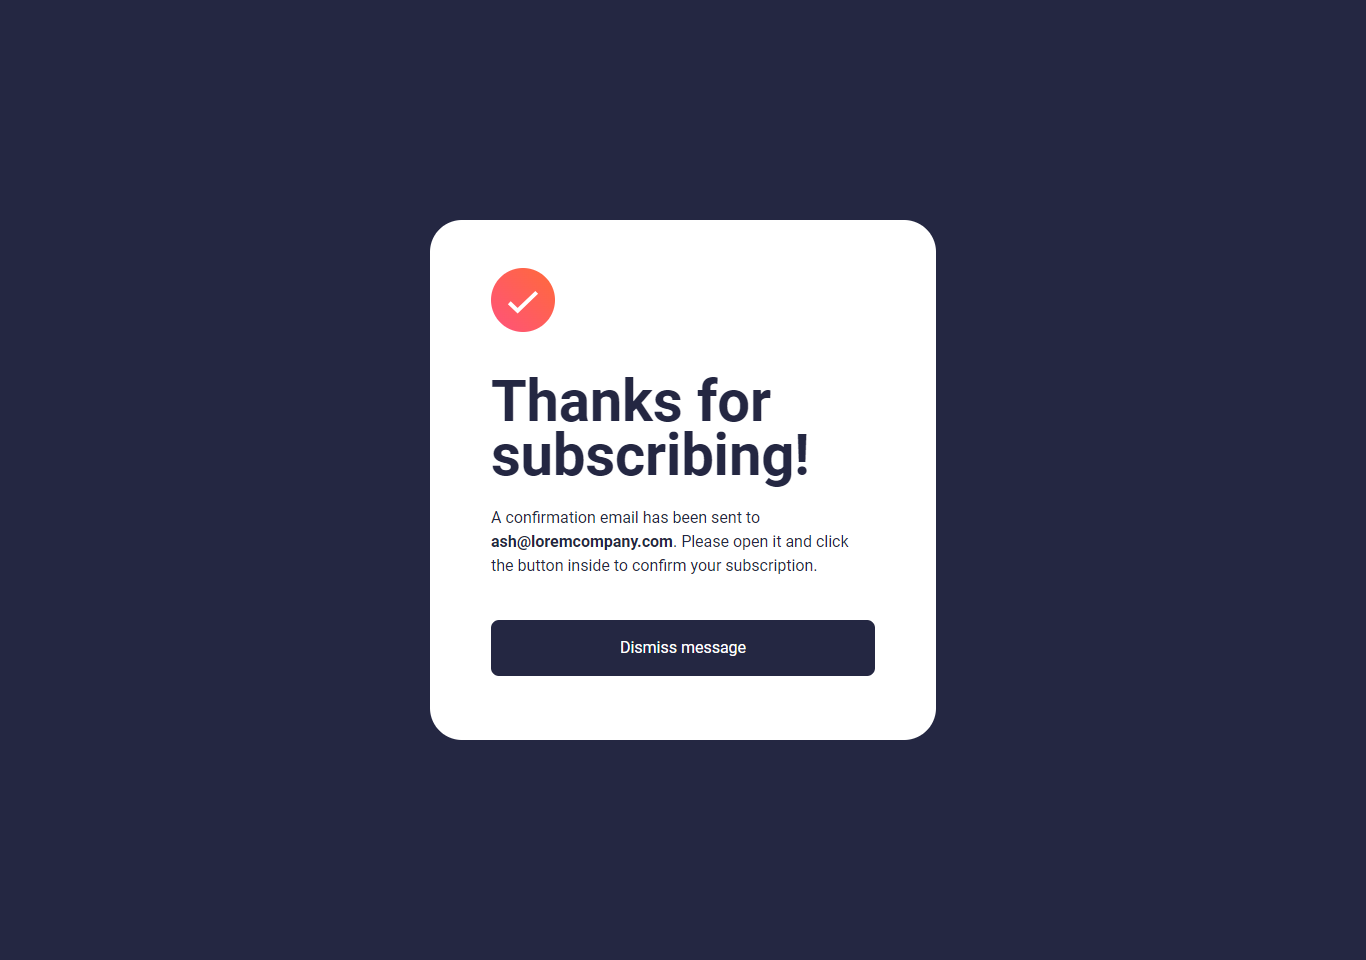 Thanks for
subscribing!
A confirmation email has been sent to
ash@loremcompany.com. Please open it and click
the button inside to confirm your subscription.
Dismiss message